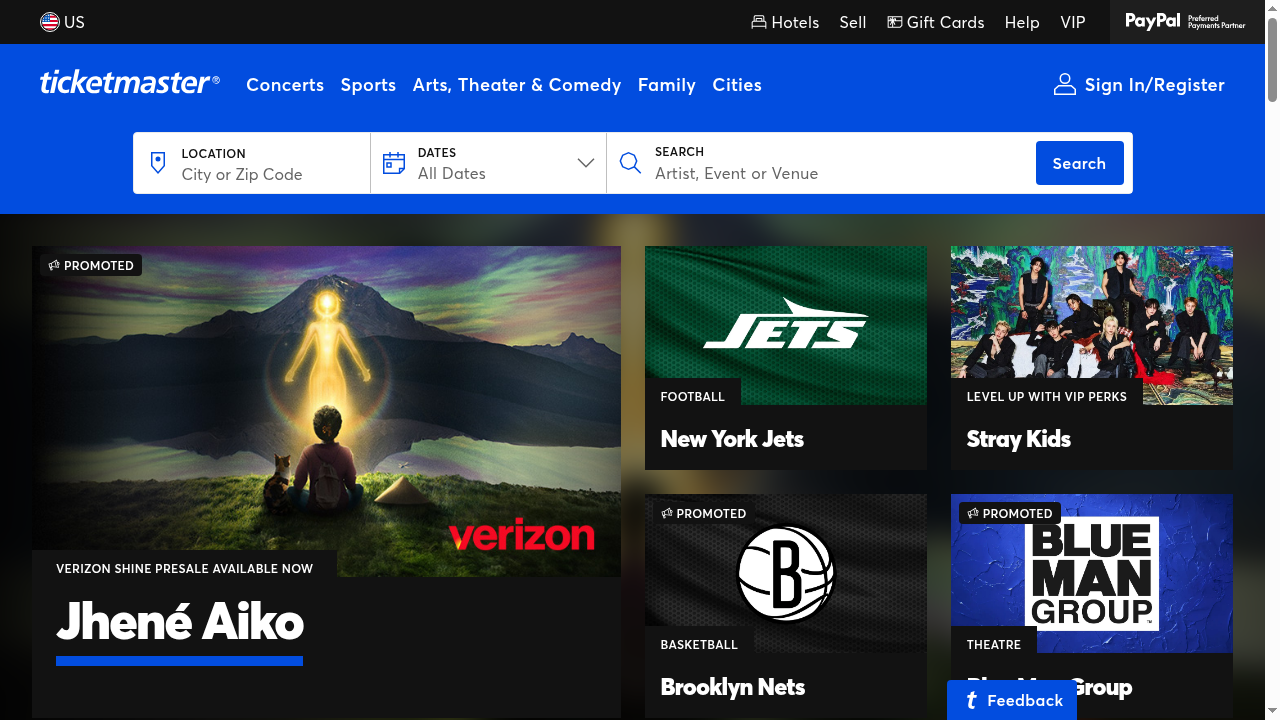 US
Hotels
Sell
Gift Cards
Help
VIP
PayPal Preferred Payments Partner
ticketmaster®
Concerts
Sports
Arts, Theater & Comedy
Family
Cities
Sign In/Register
LOCATION
City or Zip Code
DATES
All Dates
SEARCH
Artist, Event or Venue
Search
PROMOTED
verizon
VERIZON SHINE PRESALE AVAILABLE NOW
Jhené Aiko
JETS
FOOTBALL
New York Jets
LEVEL UP WITH VIP PERKS
Stray Kids
PROMOTED
B
BASKETBALL
Brooklyn Nets
PROMOTED
BLUE
MAN
GROUP™
THEATRE
Blue Man Group
t Feedback